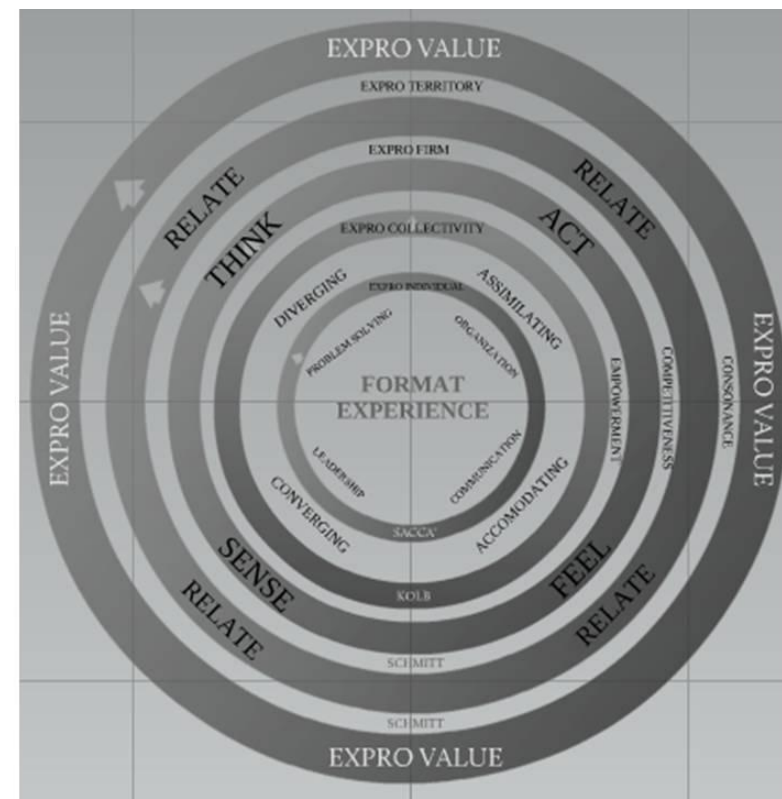 EXPRO VALUE
EXPRO TERRITORY
EXPRO FIRM
RELATE
RELATE
THINK
ACT
EXPRO COLLECTIVITY
DIVERGING
ASSIMILATING
EXPRO INDIVIDUAL
PROBLEM SOLVING
ORGANIZATION
FORMAT
EXPERIENCE
EXPRO VALUE
EMPOWERMENT
COMPETITIVENESS
CONSONANCE
EXPRO VALUE
LEADERSHIP
COMMUNICATION
CONVERGING
ACCOMODATING
SACCA'
SENSE
FEEL
KOLB
RELATE
RELATE
SCHMITT
SCHMITT
EXPRO VALUE